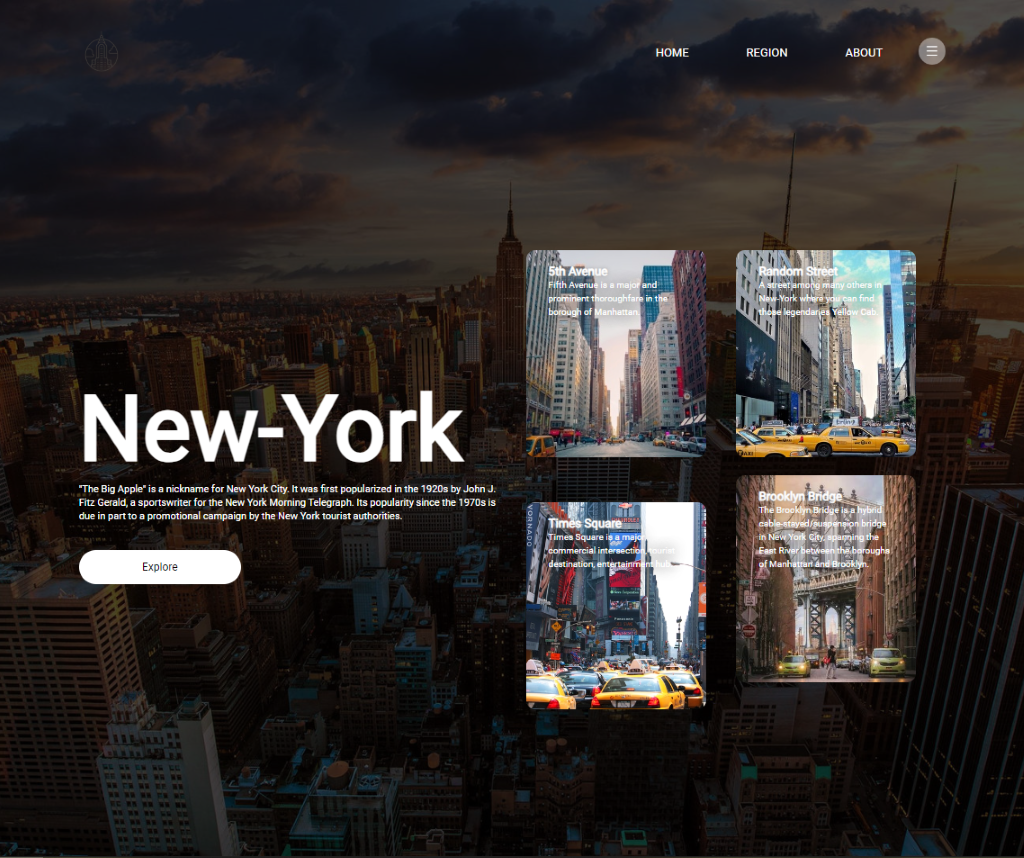 HOME
REGION
ABOUT
New-York
"The Big Apple" is a nickname for New York City. It was first popularized in the 1920s by John J.
Fitz Gerald, a sportswriter for the New York Morning Telegraph. Its popularity since the 1970s is
due in part to a promotional campaign by the New York tourist authorities.
Explore
5th Avenue
Fifth Avenue is a major and
prominent thoroughfare in the
borough of Manhattan.
Random Street
A street among many others in
New-York where you can find
those legendaries Yellow Cab.
Times Square
Times Square is a major
commercial intersection, tourist
destination, entertainment hub
VORNADO
Brooklyn Bridge
The Brooklyn Bridge is a hybrid
cable-stayed/suspension bridge
in New York City, spanning the
East River between the boroughs
of Manhattan and Brooklyn.
TAXI